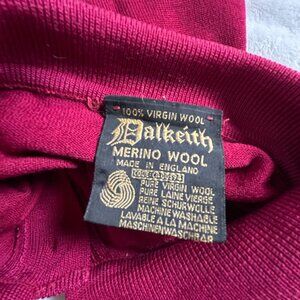 100% VIRGIN WOOL
Dalkeith
MERINO WOOL
MADE IN ENGLAND
PURE VIRGIN WOOL
PURE LAINE VIERGE
REINE SCHURWOLLE
MACHINE WASHABLE
LAVABLE A LA MACHINE
MASCHINENWASCHBAR